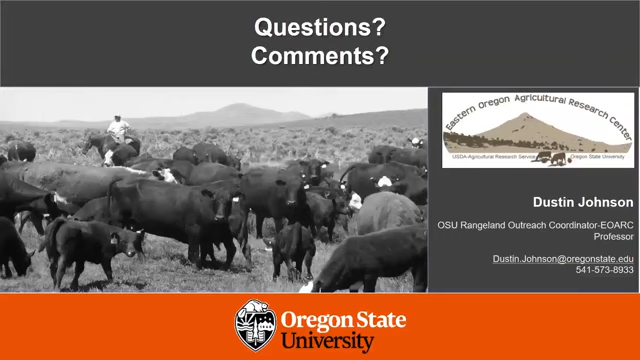 Questions?
Comments?
Eastern Oregon Agricultural Research Center
USDA-Agricultural Research Service
Oregon State University
Dustin Johnson
OSU Rangeland Outreach Coordinator-EOARC
Professor
Dustin.Johnson@oregonstate.edu
541-573-8933
Oregon State
University